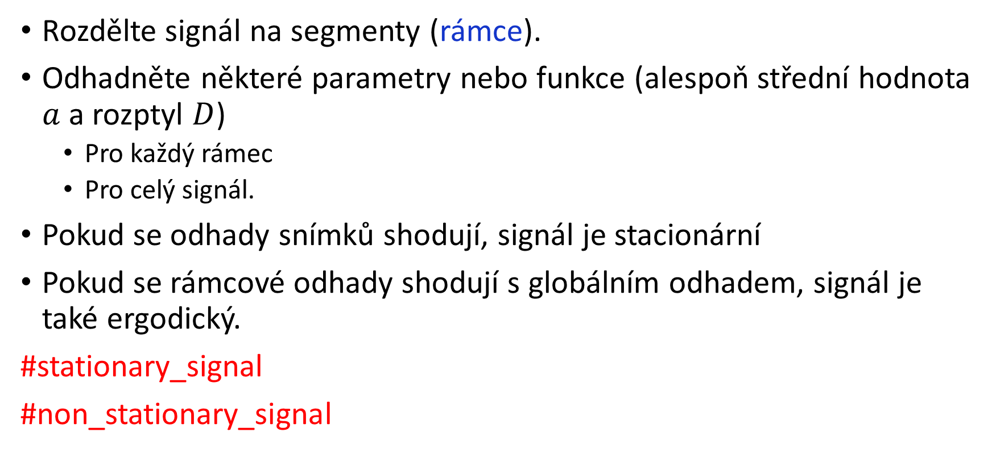 • Rozdělte signál na segmenty (rámce).
• Odhadněte některé parametry nebo funkce (alespoň střední hodnota
a a rozptyl D)
• Pro každý rámec
• Pro celý signál.
• Pokud se odhady snímků shodují, signál je stacionární
• Pokud se rámcové odhady shodují s globálním odhadem, signál je
také ergodický.
#stationary_signal
#non_stationary_signal